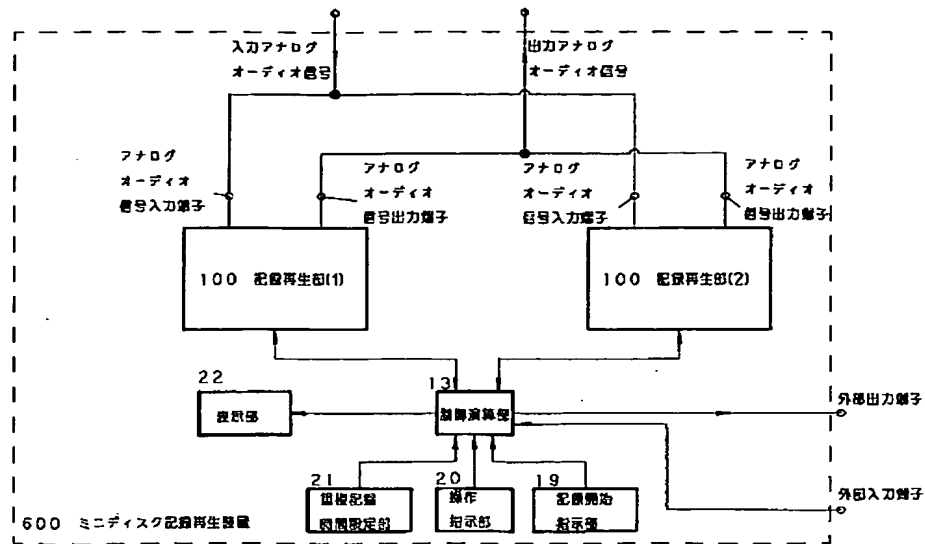 入力アナログ
オーディオ信号
出力アナログ
オーディオ信号
アナログ
オーディオ
信号入力端子
アナログ
オーディオ
信号出力端子
アナログ
オーディオ
信号入力端子
アナログ
オーディオ
信号出力端子
100 記録再生部(1)
100 記録再生部(2)
22
表示部
13
制御演算部
外部出力端子
21
重複記録
時間設定部
20
操作
指示部
19
記録開始
指示部
外部入力端子
600 ミニディスク記録再生装置